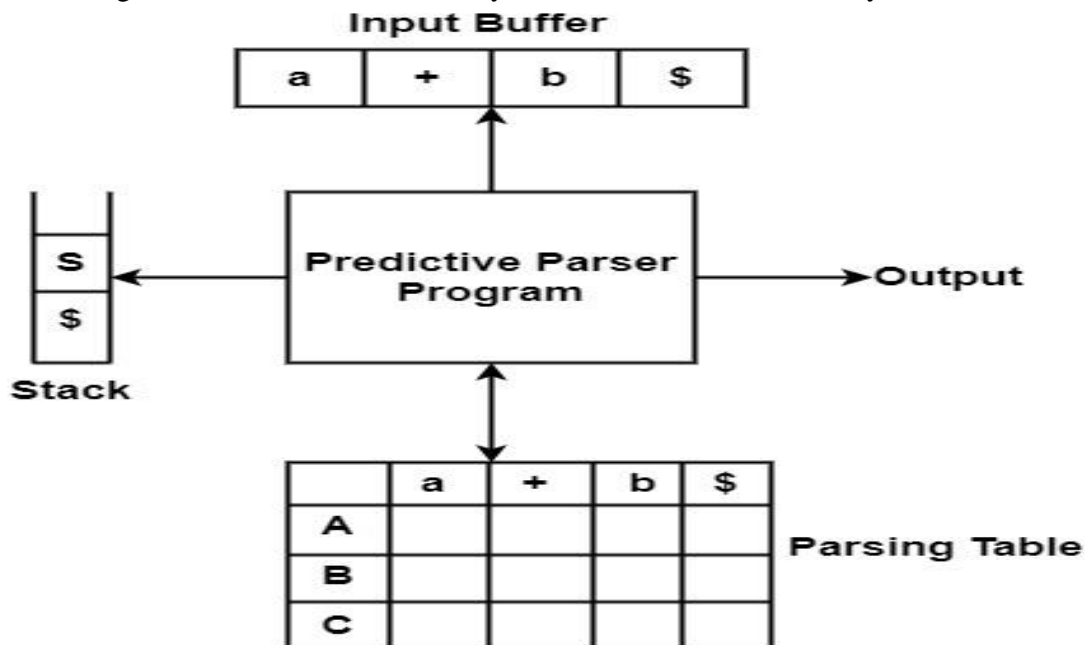 Input Buffer
a + b $
S
$
Stack
Predictive Parser
Program
Output
a + b $
A
B
C
Parsing Table